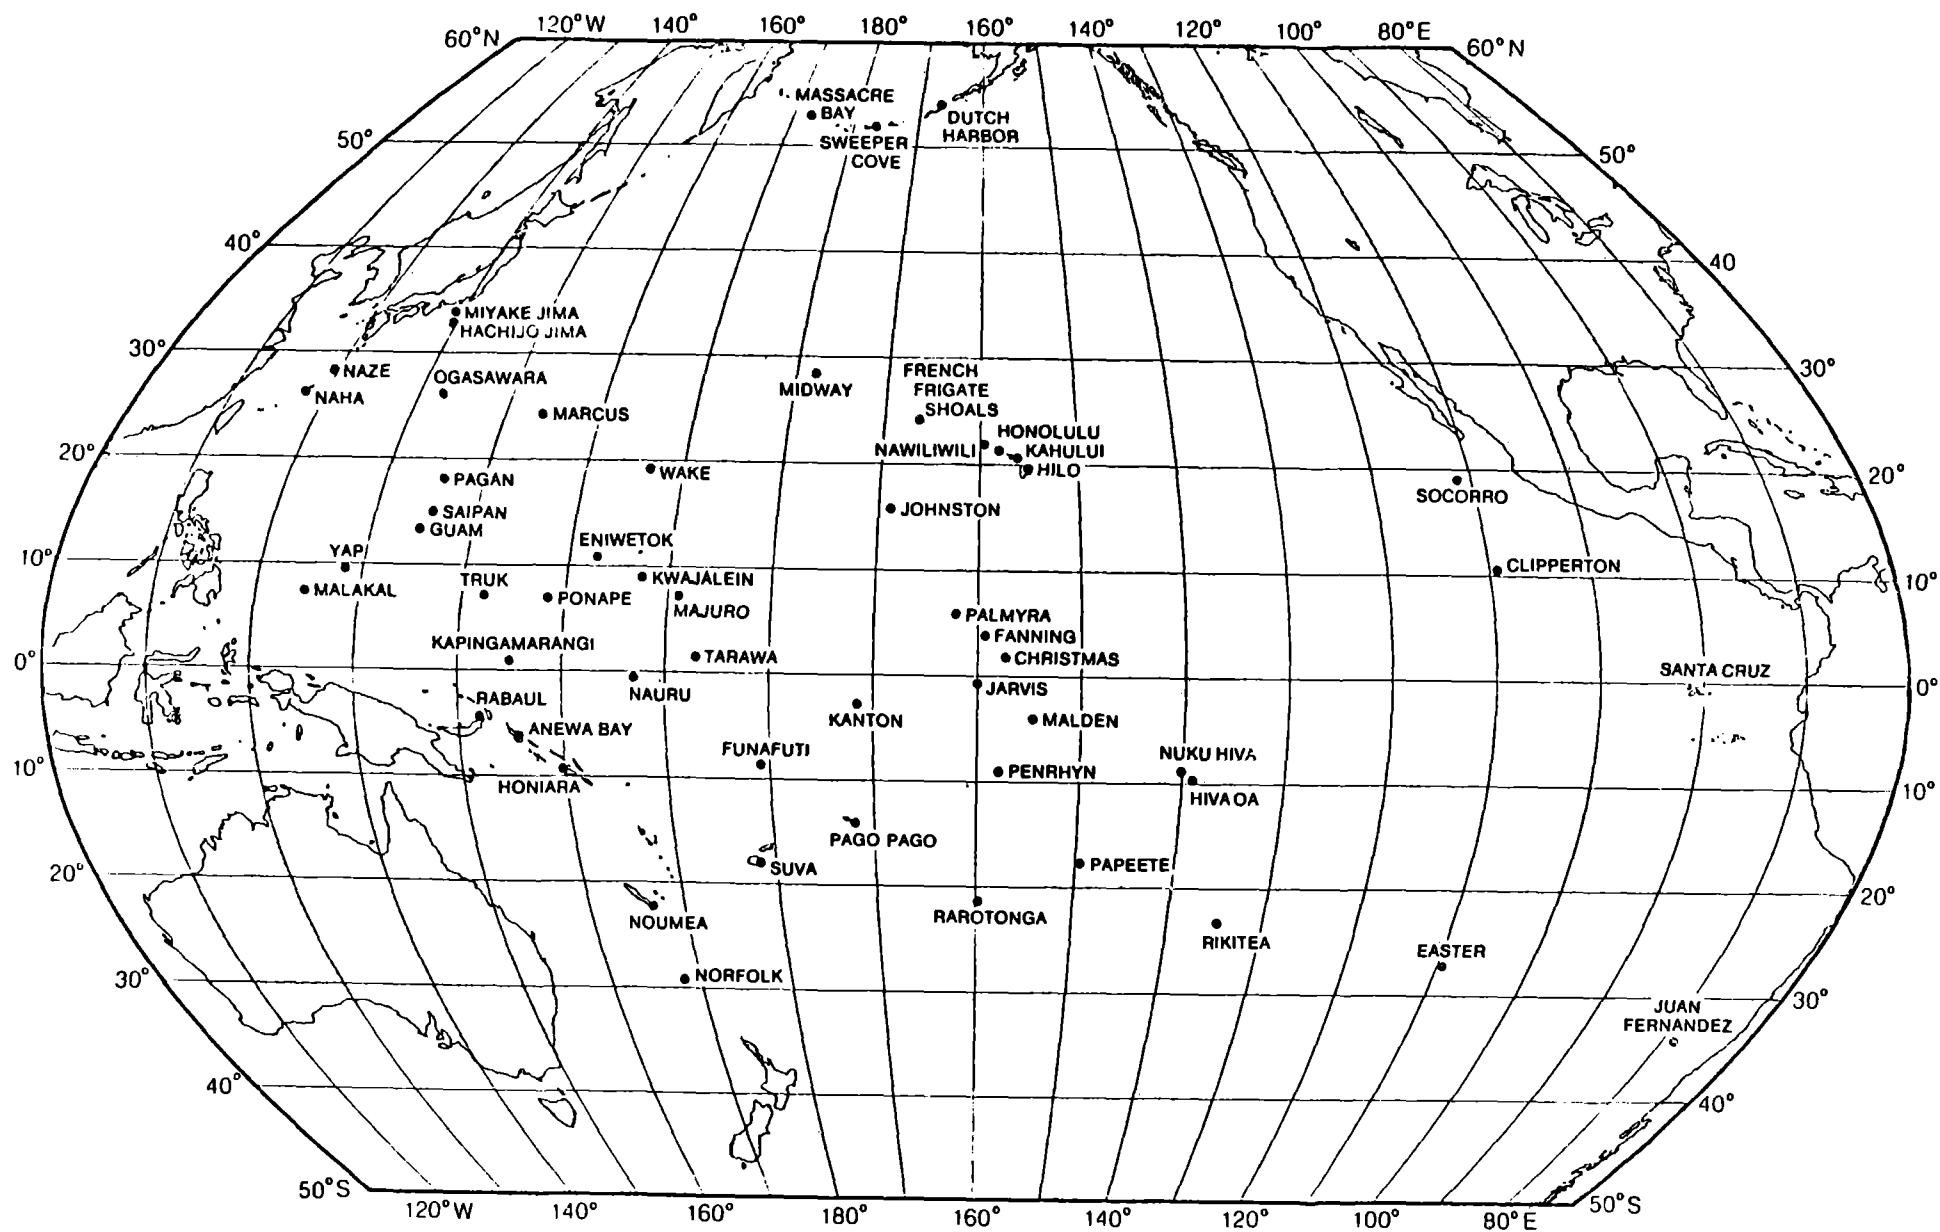 120°W 140° 160° 180° 160° 140° 120° 100° 80°E
60°N
60°N
MASSACRE
BAY
SWEEPER
COVE
DUTCH
HARBOR
50°
50°
40°
40
MIYAKE JIMA
HACHIJO JIMA
30°
30°
NAZE
NAHA
OGASAWARA
MARCUS
MIDWAY
FRENCH
FRIGATE
SHOALS
HONOLULU
NAWILIWILI
KAHULUI
HILO
20°
20°
PAGAN
WAKE
SOCORRO
SAIPAN
GUAM
JOHNSTON
ENIWETOK
YAP
10°
10°
CLIPPERTON
MALAKAL
TRUK
KWAJALEIN
PONAPE
MAJURO
PALMYRA
FANNING
KAPINGAMARANGI
TARAWA
CHRISTMAS
SANTA CRUZ
0°
0°
NAURU
JARVIS
RABAUL
KANTON
MALDEN
ANEWA BAY
FUNAFUTI
NUKU HIVA
10°
10°
HONIARA
PENRHYN
HIVA OA
PAGO PAGO
SUVA
PAPEETE
20°
20°
NOUMEA
RAROTONGA
RIKITEA
EASTER
NORFOLK
30°
30°
JUAN
FERNANDEZ
40°
40°
50°S
50°S
120°W 140° 160° 180° 160° 140° 120° 100° 80°E